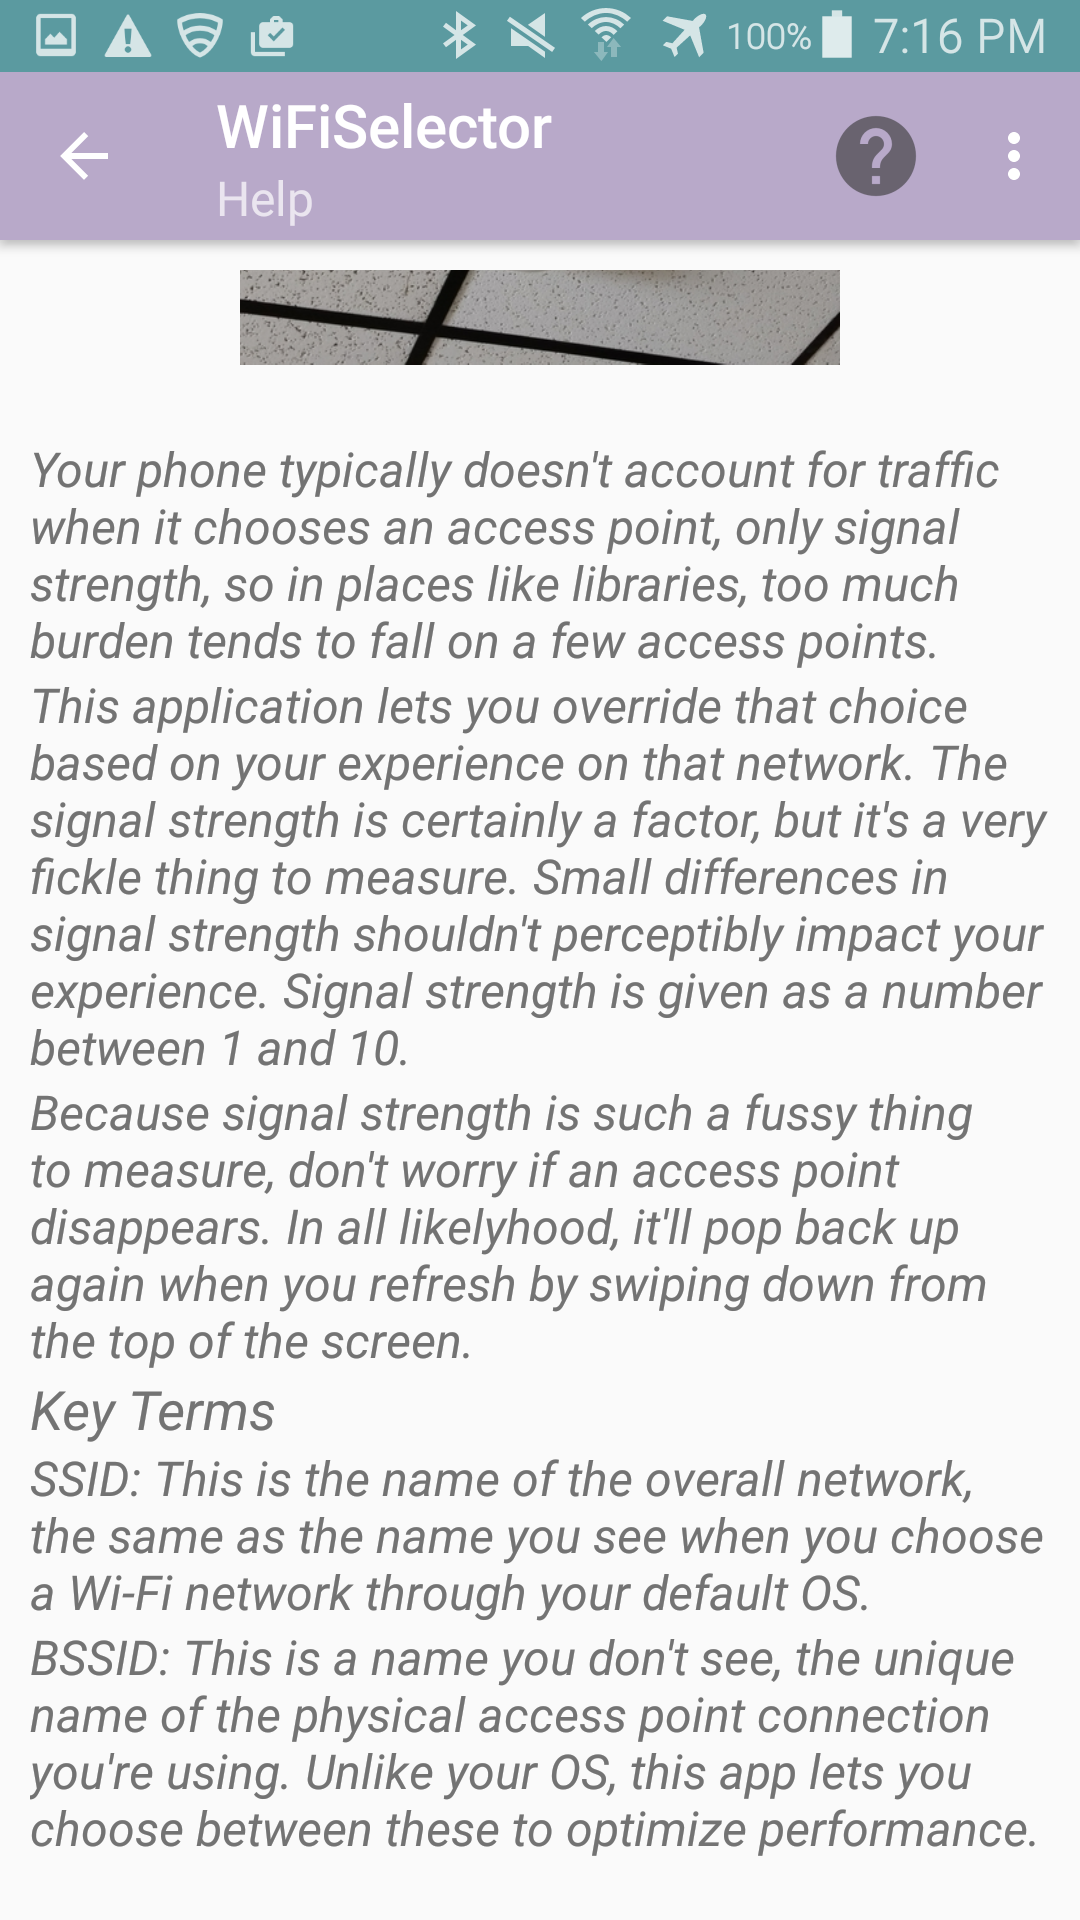 100% 7:16 PM
WiFiSelector
Help
Your phone typically doesn't account for traffic
when it chooses an access point, only signal
strength, so in places like libraries, too much
burden tends to fall on a few access points.
This application lets you override that choice
based on your experience on that network. The
signal strength is certainly a factor, but it's a very
fickle thing to measure. Small differences in
signal strength shouldn't perceptibly impact your
experience. Signal strength is given as a number
between 1 and 10.
Because signal strength is such a fussy thing
to measure, don't worry if an access point
disappears. In all likelyhood, it'll pop back up
again when you refresh by swiping down from
the top of the screen.
Key Terms
SSID: This is the name of the overall network,
the same as the name you see when you choose
a Wi-Fi network through your default OS.
BSSID: This is a name you don't see, the unique
name of the physical access point connection
you're using. Unlike your OS, this app lets you
choose between these to optimize performance.